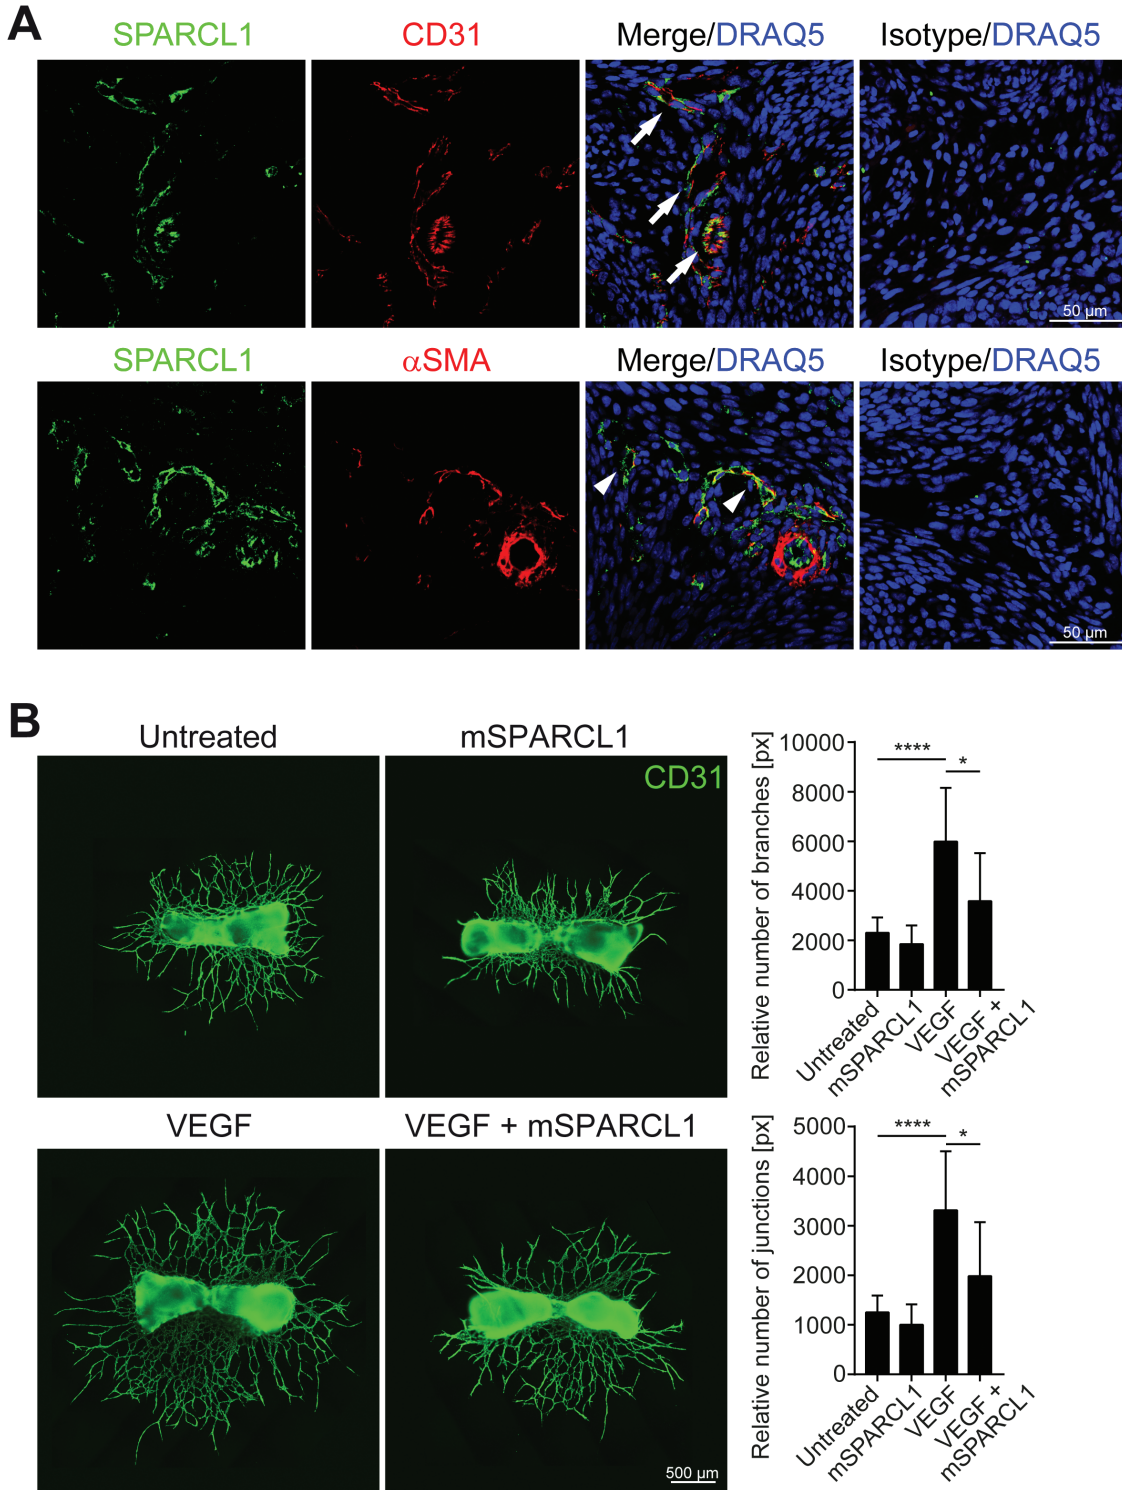 A
SPARCL1 CD31 Merge/DRAQ5 Isotype/DRAQ5
50 µm
SPARCL1 αSMA Merge/DRAQ5 Isotype/DRAQ5
50 µm
B
Untreated mSPARCL1
CD31
VEGF VEGF + mSPARCL1
500 µm
Relative number of branches [px]
10000
8000
6000
4000
2000
0
**** *
Untreated
mSPARCL1
VEGF
VEGF +
mSPARCL1
Relative number of junctions [px]
5000
4000
3000
2000
1000
0
**** *
Untreated
mSPARCL1
VEGF
VEGF +
mSPARCL1